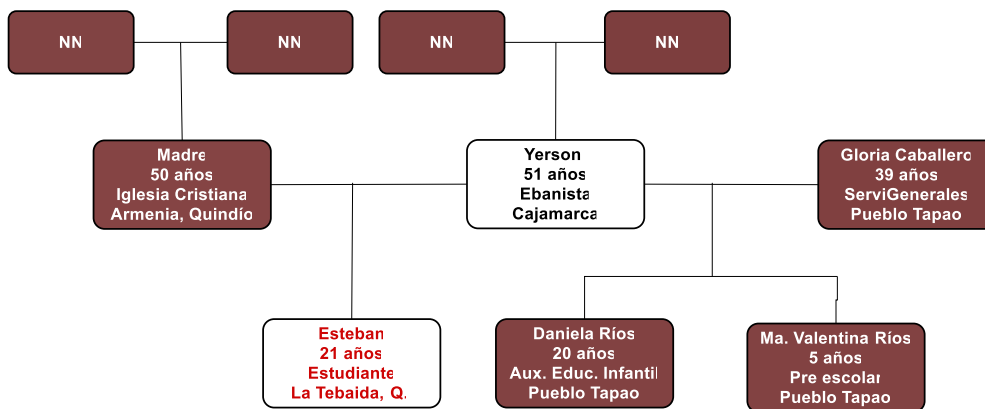 NN
NN
NN
NN
Madre
50 años
Iglesia Cristiana
Armenia, Quindío
Yerson
51 años
Ebanista
Cajamarca
Gloria Caballero
39 años
ServiGenerales
Pueblo Tapao
Esteban
21 años
Estudiante
La Tebaida, Q.
Daniela Ríos
20 años
Aux. Educ. Infantil
Pueblo Tapao
Ma. Valentina Ríos
5 años
Pre escolar
Pueblo Tapao